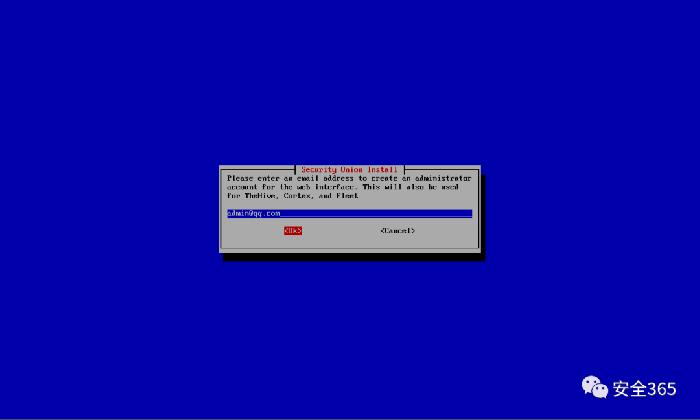 Security Onion Install
Please enter an email address to create an administrator
account for the web interface. This will also be used
for TheHive, Cortex, and Fleet
admin@qq.com
<Ok>
<Cancel>
安全365